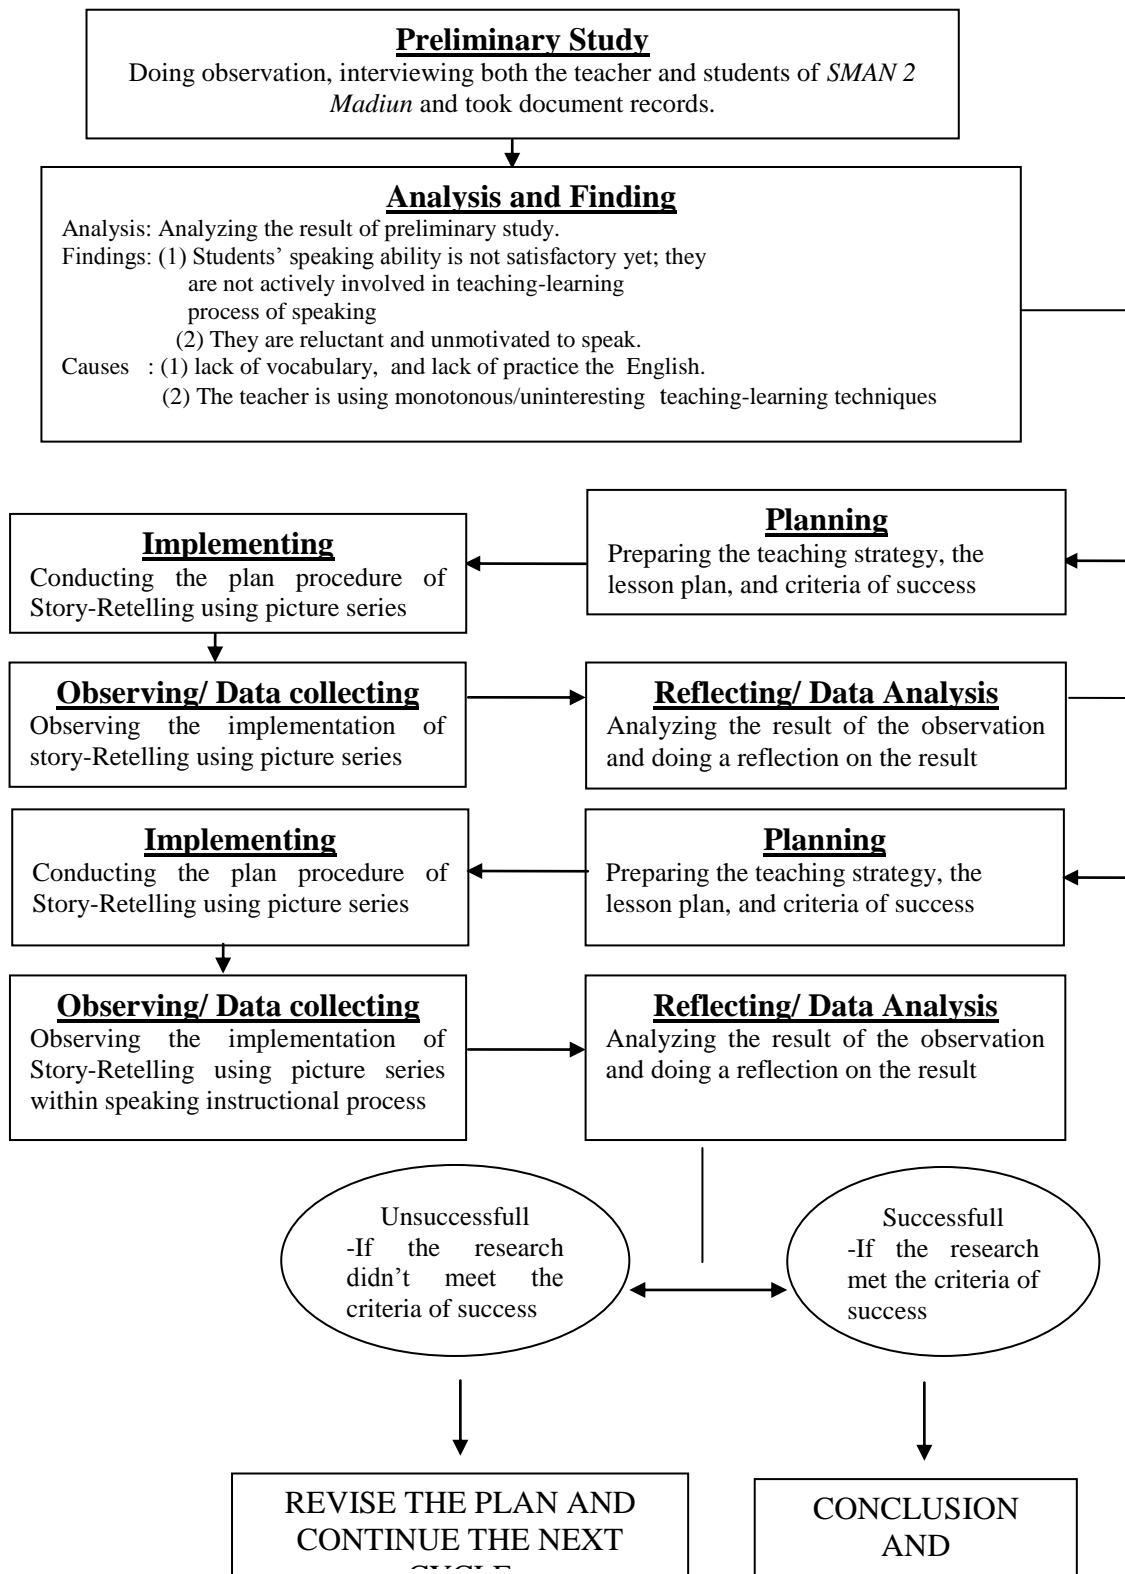 Preliminary Study
Doing observation, interviewing both the teacher and students of SMAN 2
Madiun and took document records.
Analysis and Finding
Analysis: Analyzing the result of preliminary study.
Findings: (1) Students’ speaking ability is not satisfactory yet; they
are not actively involved in teaching-learning
process of speaking
(2) They are reluctant and unmotivated to speak.
Causes : (1) lack of vocabulary, and lack of practice the English.
(2) The teacher is using monotonous/uninteresting teaching-learning techniques
Planning
Preparing the teaching strategy, the
lesson plan, and criteria of success
Implementing
Conducting the plan procedure of
Story-Retelling using picture series
Observing/ Data collecting
Observing the implementation of
story-Retelling using picture series
Reflecting/ Data Analysis
Analyzing the result of the observation
and doing a reflection on the result
Planning
Preparing the teaching strategy, the
lesson plan, and criteria of success
Implementing
Conducting the plan procedure of
Story-Retelling using picture series
Observing/ Data collecting
Observing the implementation of
Story-Retelling using picture series
within speaking instructional process
Reflecting/ Data Analysis
Analyzing the result of the observation
and doing a reflection on the result
Unsuccessfull
-If the research
didn’t meet the
criteria of success
Successfull
-If the research
met the criteria of
success
REVISE THE PLAN AND
CONTINUE THE NEXT
CONCLUSION
AND